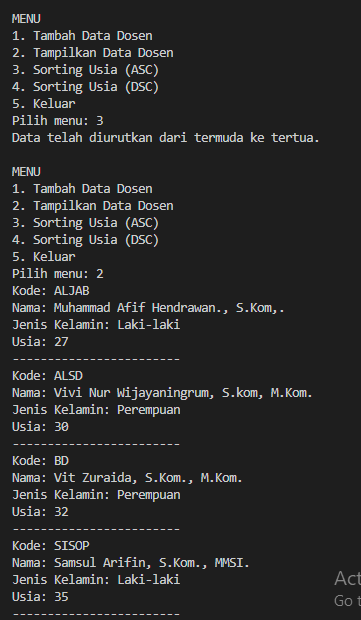 MENU
1. Tambah Data Dosen
2. Tampilkan Data Dosen
3. Sorting Usia (ASC)
4. Sorting Usia (DSC)
5. Keluar
Pilih menu: 3
Data telah diurutkan dari termuda ke tertua.
MENU
1. Tambah Data Dosen
2. Tampilkan Data Dosen
3. Sorting Usia (ASC)
4. Sorting Usia (DSC)
5. Keluar
Pilih menu: 2
Kode: ALJAB
Nama: Muhammad Afif Hendrawan., S.Kom,.
Jenis Kelamin: Laki-laki
Usia: 27
------------------------
Kode: ALSD
Nama: Vivi Nur Wijayaningrum, S.kom, M.Kom.
Jenis Kelamin: Perempuan
Usia: 30
------------------------
Kode: BD
Nama: Vit Zuraida, S.Kom., M.Kom.
Jenis Kelamin: Perempuan
Usia: 32
------------------------
Kode: SISOP
Nama: Samsul Arifin, S.Kom., MMSI.
Jenis Kelamin: Laki-laki
Usia: 35
------------------------
Act
Go t